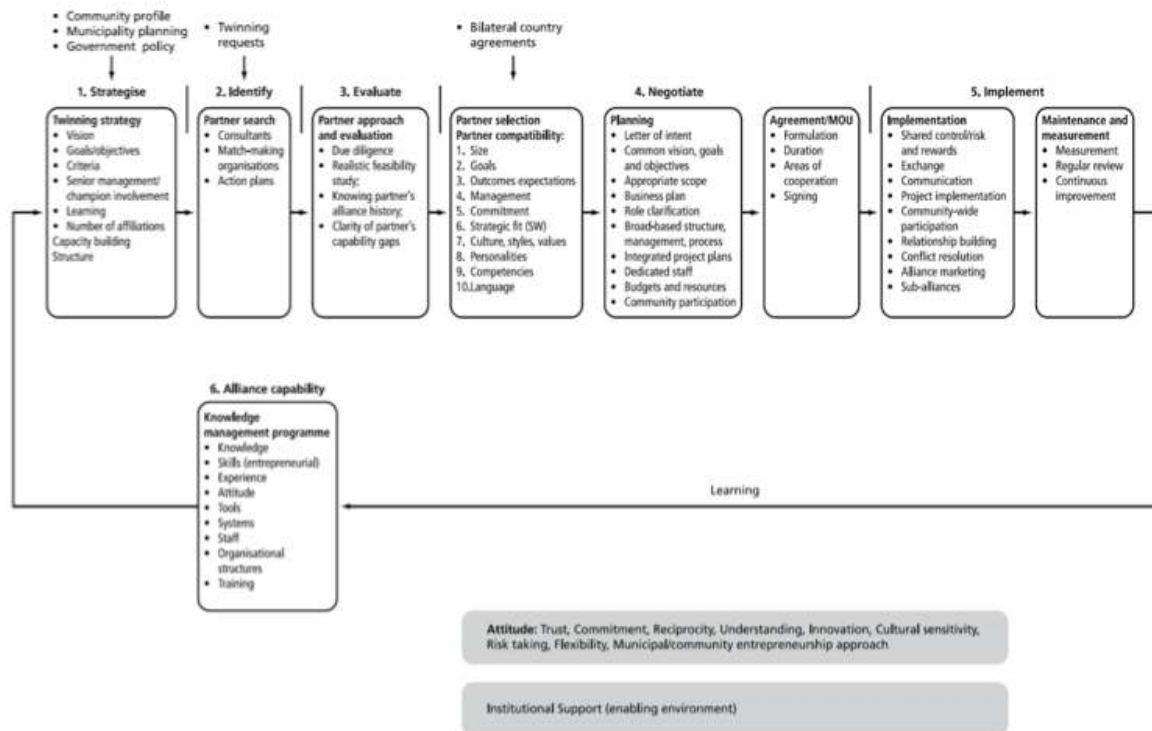 • Community profile
• Municipality planning
• Government policy
• Twinning
requests
• Bilateral country
agreements
1. Strategise
2. Identify
3. Evaluate
4. Negotiate
5. Implement
Twinning strategy
• Vision
• Goals/objectives
• Criteria
• Senior management/
champion involvement
• Learning
• Number of affiliations
Capacity building
Structure
Partner search
• Consultants
• Match-making
organisations
• Action plans
Partner approach
and evaluation
• Due diligence
• Realistic feasibility
study;
• Knowing partner's
alliance history;
• Clarity of partner's
capability gaps
Partner selection
Partner compatibility:
1. Size
2. Goals
3. Outcomes expectations
4. Management
5. Commitment
6. Strategic fit (SW)
7. Culture, styles, values
8. Personalities
9. Competencies
10.Language
Planning
• Letter of intent
• Common vision, goals
and objectives
• Appropriate scope
• Business plan
• Role clarification
• Broad-based structure,
management, process
• Integrated project plans
• Dedicated staff
• Budgets and resources
• Community participation
Agreement/MOU
• Formulation
• Duration
• Areas of
cooperation
• Signing
Implementation
• Shared control/risk
and rewards
• Exchange
• Communication
• Project implementation
• Community-wide
participation
• Relationship building
• Conflict resolution
• Alliance marketing
• Sub-alliances
Maintenance and
measurement
• Measurement
• Regular review
• Continuous
improvement
6. Alliance capability
Knowledge
management programme
• Knowledge
• Skills (entrepreneurial)
• Experience
• Attitude
• Tools
• Systems
• Staff
• Organisational
structures
• Training
Learning
Attitude: Trust, Commitment, Reciprocity, Understanding, Innovation, Cultural sensitivity,
Risk taking, Flexibility, Municipal/community entrepreneurship approach
Institutional Support (enabling environment)